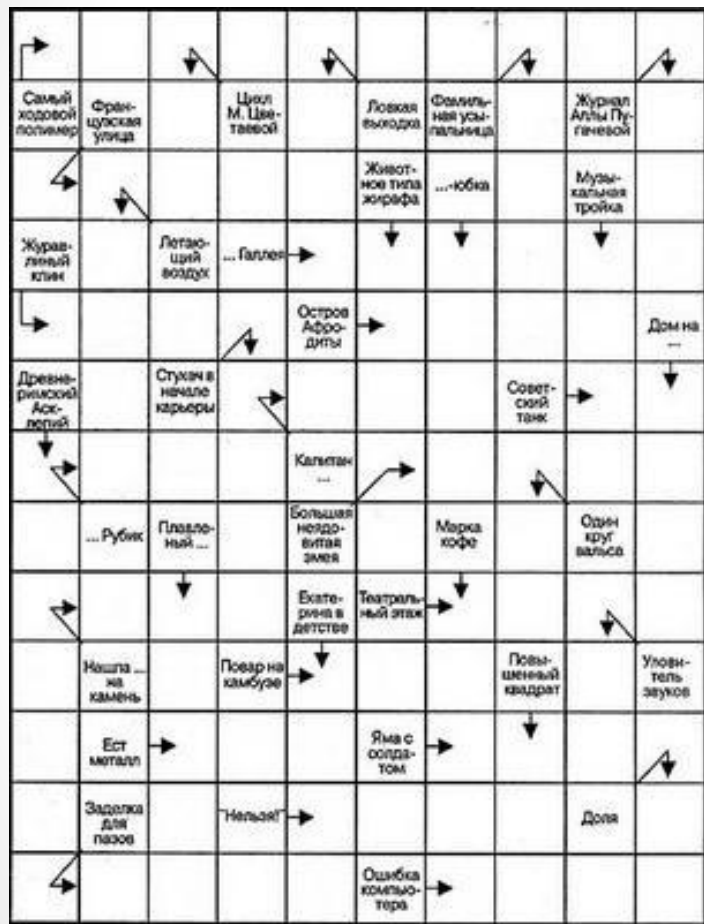 Самый
ходовой
полимер
Фран-
цузская
улица
Цикл
М. Цве-
таевой
Ловкая
выходка
Фамиль-
ная усы-
пальница
Журнал
Аллы Пу-
гачевой
Живот-
ное типа
жирафа
...-юбка
Музы-
кальная
тройка
Журав-
линый
клин
Летаю-
щий
воздух
... Галлея
Остров
Афро-
диты
Дом на
...
Древне-
римский
Аск-
лепий
Стукач в
начале
карьеры
Совет-
ский
танк
Капитан
...
... Рубик
Плавле-
ный ...
Большая
неядо-
витая
змея
Марка
кофе
Один
круг
вальса
Екате-
рина в
детстве
Театраль-
ный этаж
Нашла ...
на
камень
Повар на
камбузе
Повы-
шенный
квадрат
Улови-
тель
звуков
Ест
металл
Яма с
солда-
том
Заделка
для
пазов
"Нельзя!"
Доля
Ошибка
компью-
тера